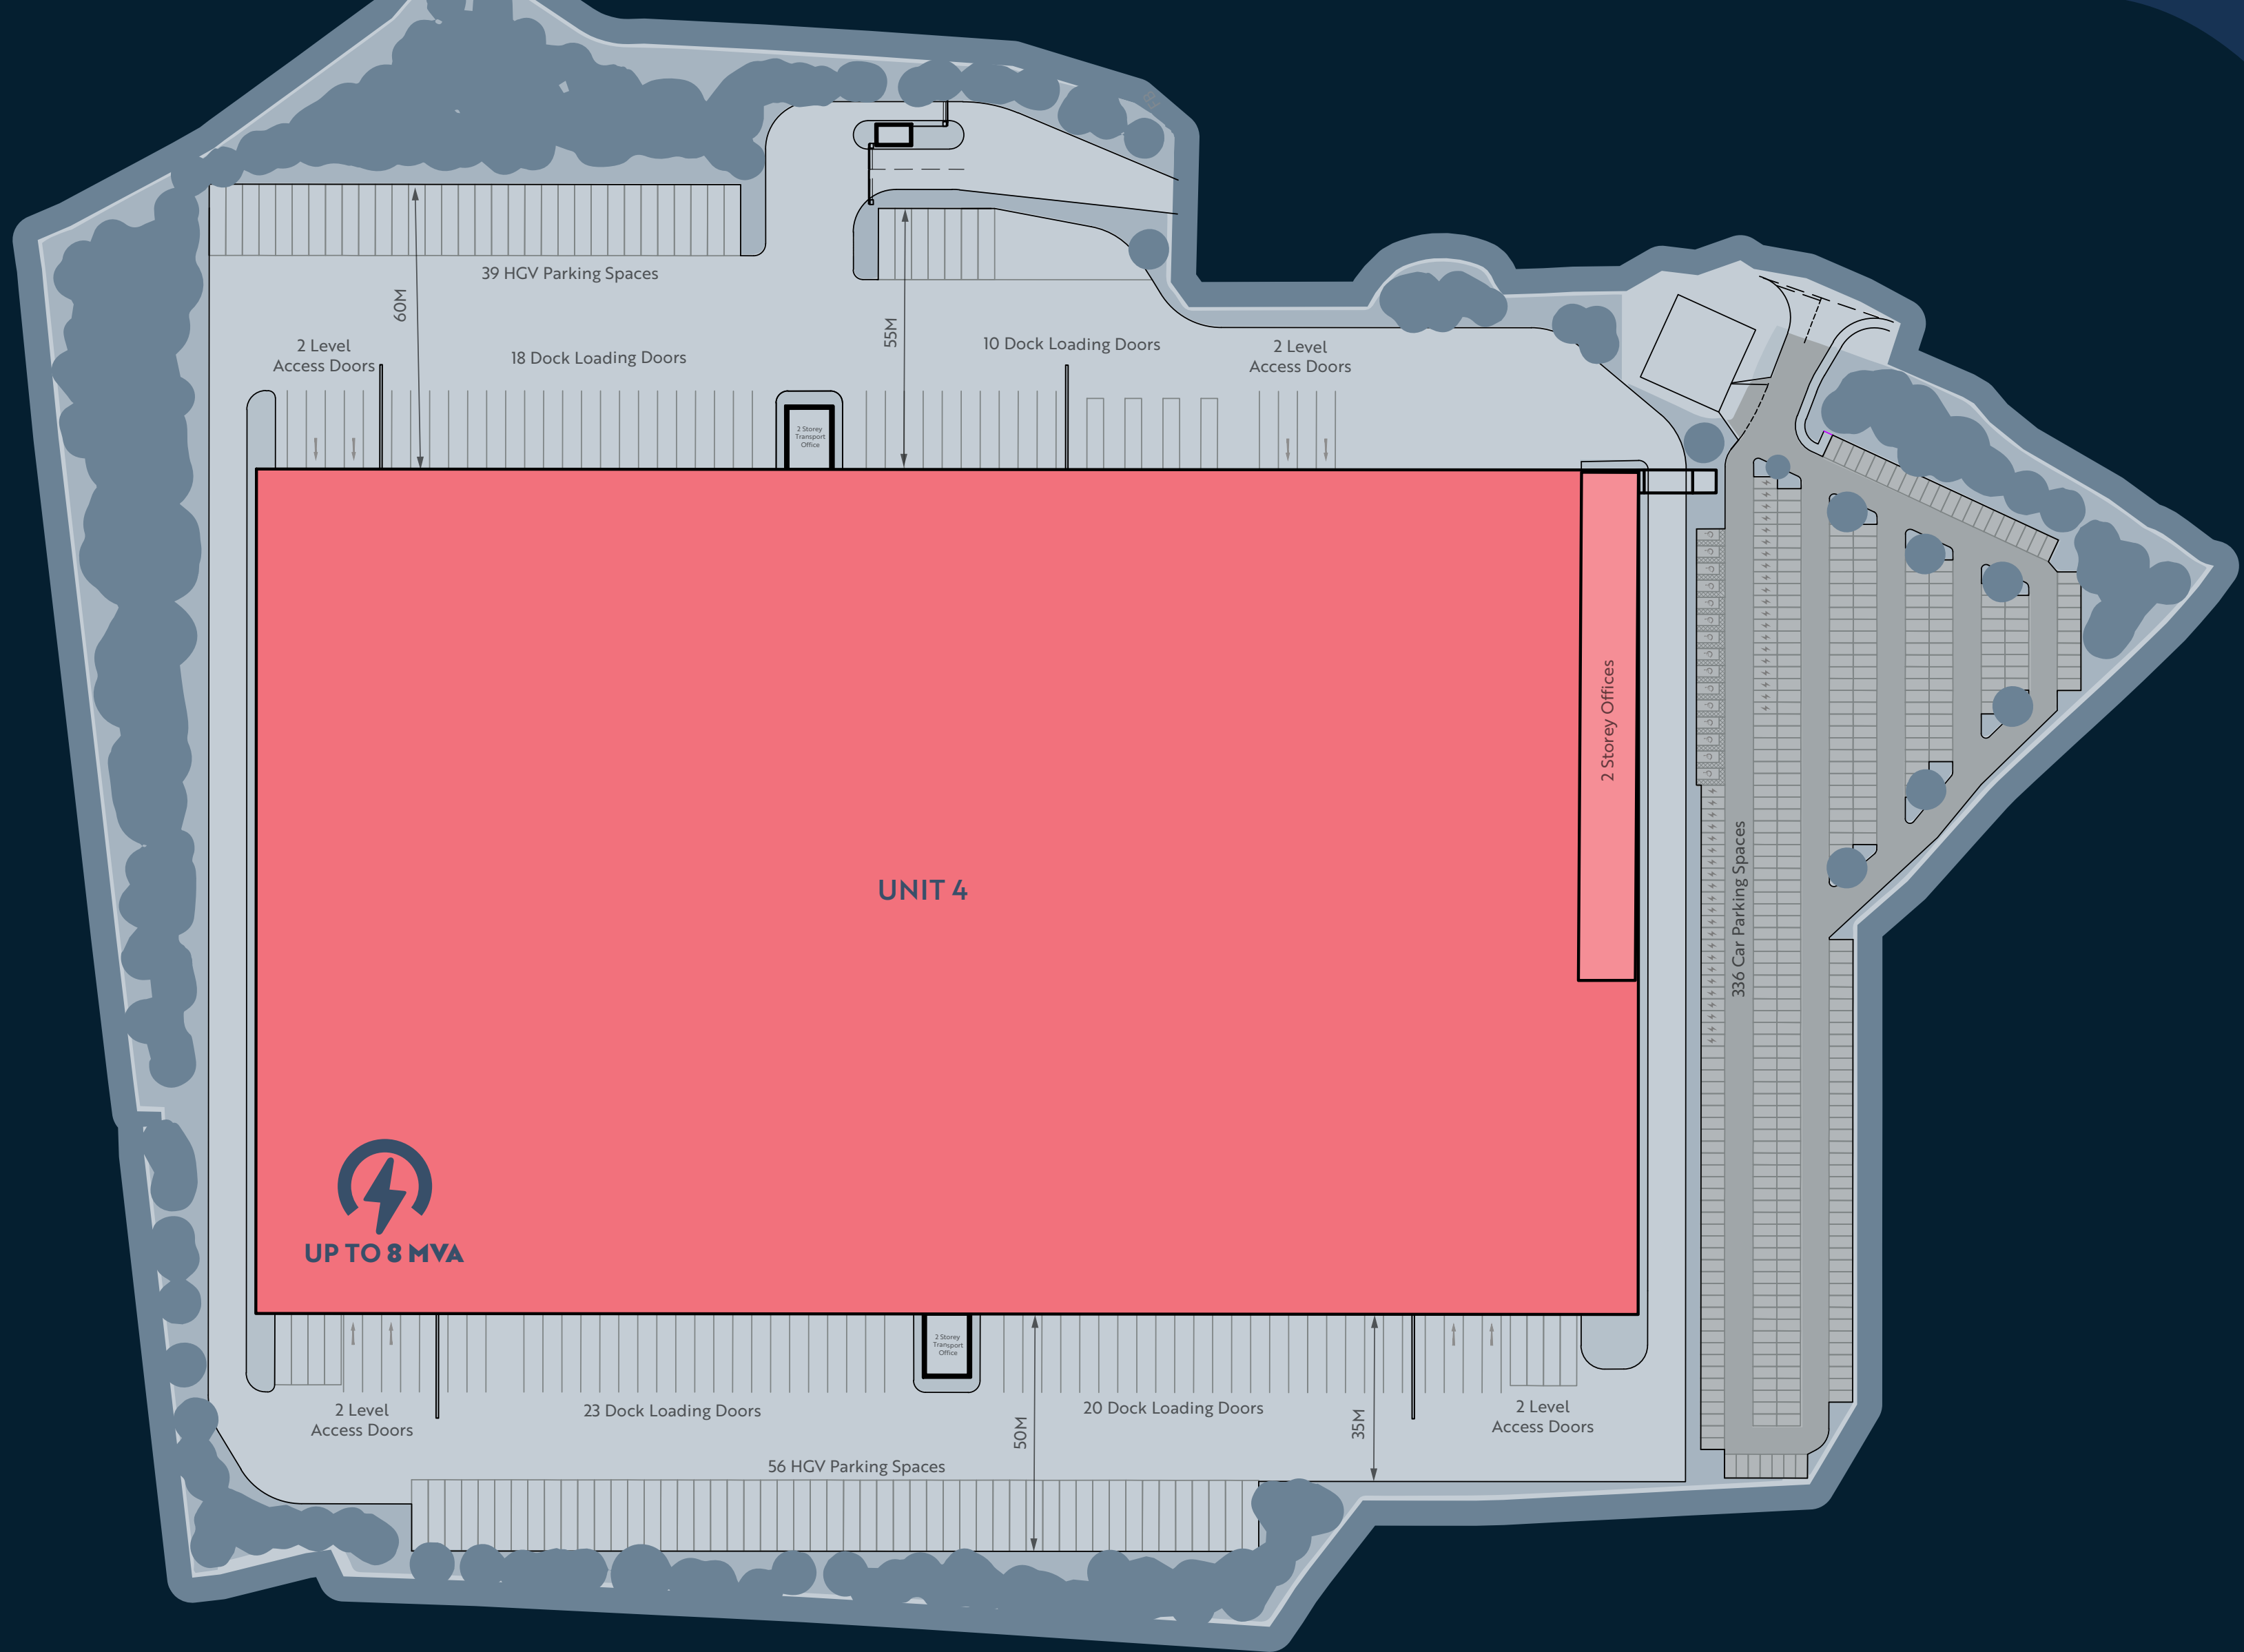 39 HGV Parking Spaces
60M
55M
2 Level
Access Doors
18 Dock Loading Doors
10 Dock Loading Doors
2 Level
Access Doors
2 Storey
Transport
Office
2 Storey Offices
336 Car Parking Spaces
UNIT 4
UP TO 8 MVA
2 Storey
Transport
Office
2 Level
Access Doors
23 Dock Loading Doors
50M
20 Dock Loading Doors
35M
2 Level
Access Doors
56 HGV Parking Spaces